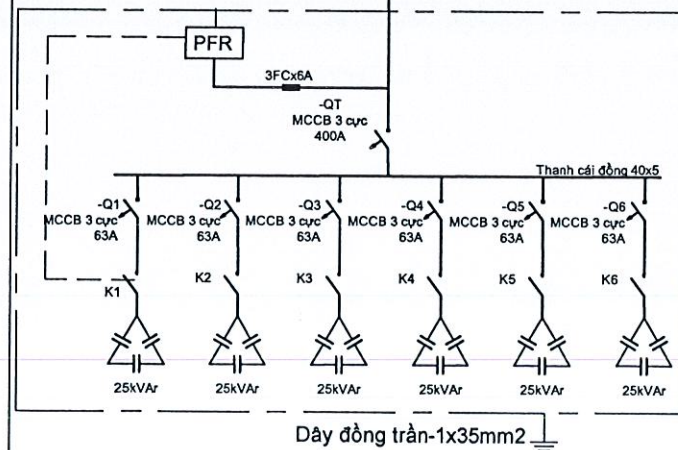 PFR
3FCx6A
-QT
MCCB 3 cực
400A
Thanh cái đồng 40x5
-Q1
MCCB 3 cực
63A
-Q2
MCCB 3 cực
63A
-Q3
MCCB 3 cực
63A
-Q4
MCCB 3 cực
63A
-Q5
MCCB 3 cực
63A
-Q6
MCCB 3 cực
63A
K1
K2
K3
K4
K5
K6
25kVAr
25kVAr
25kVAr
25kVAr
25kVAr
25kVAr
Dây đồng trần-1x35mm2